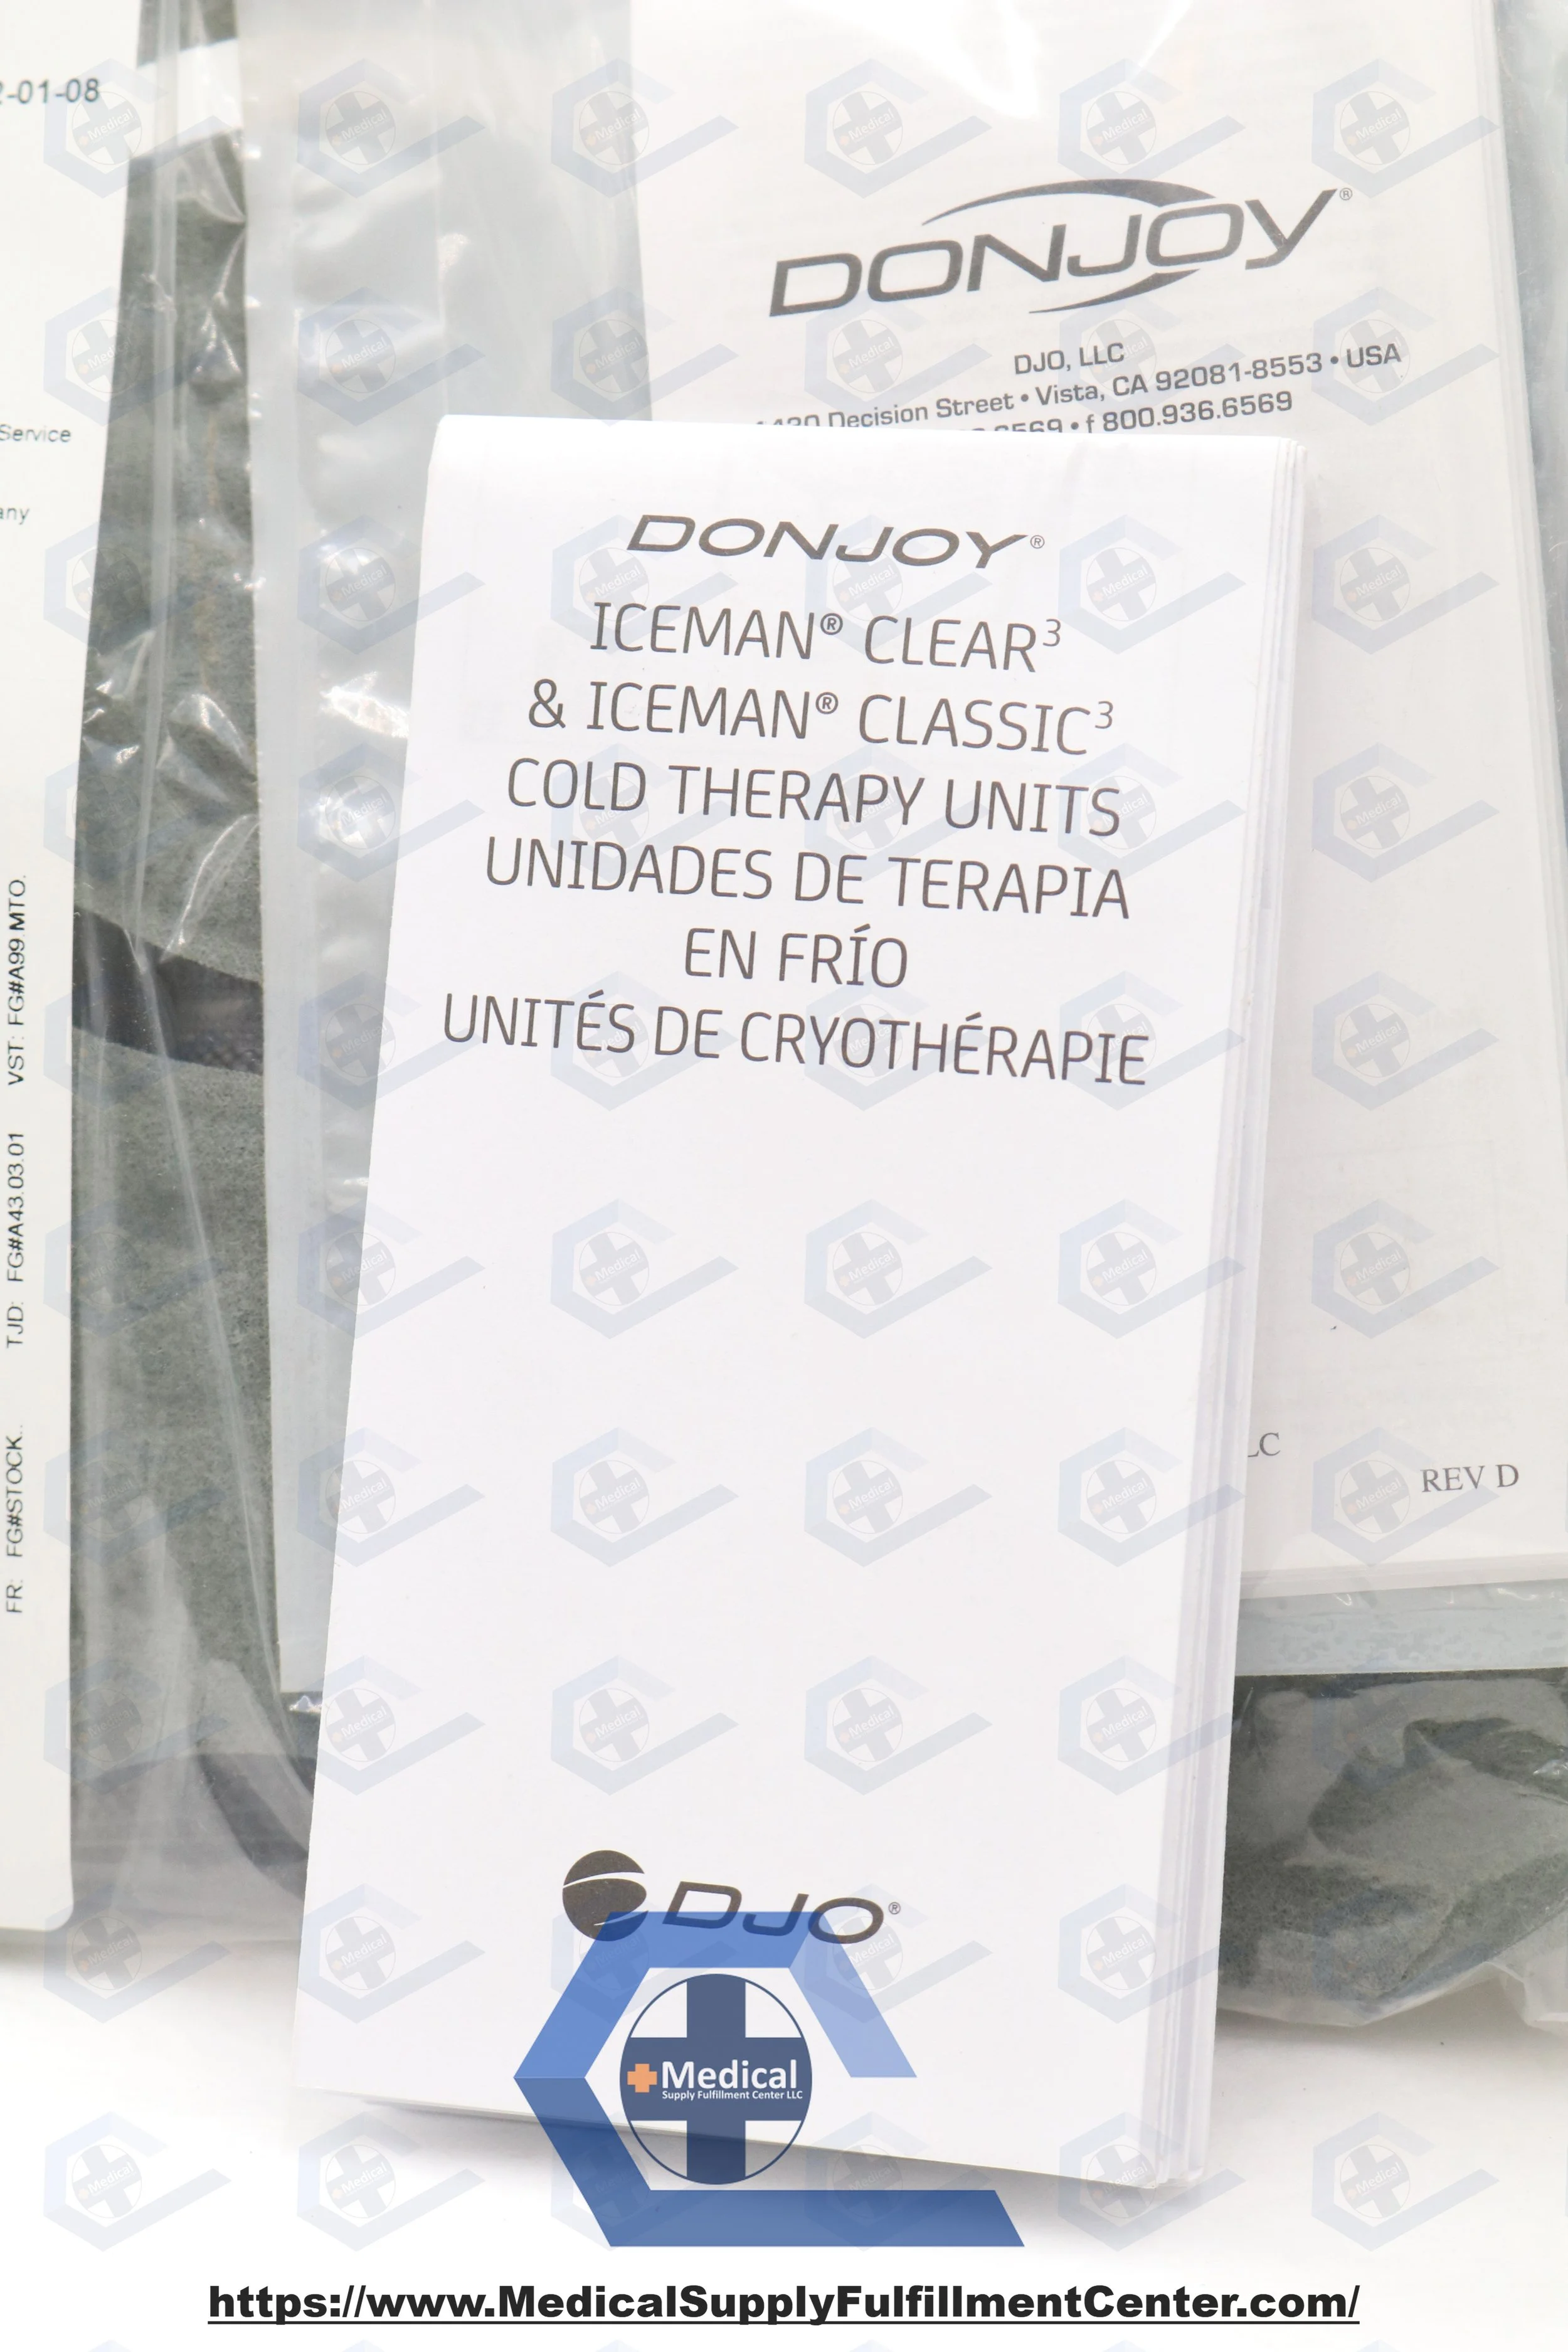 2-01-08
Service
any
FR: FG#STOCK. TJD: FG#A43.03.01 VST: FG#A99.MTO.
DONJOY®
DJO, LLC
Decision Street • Vista, CA 92081-8553 • USA
• f 800.936.6569
LC
REV D
DONJOY®
ICEMAN® CLEAR³
& ICEMAN® CLASSIC³
COLD THERAPY UNITS
UNIDADES DE TERAPIA
EN FRÍO
UNITÉS DE CRYOTHÉRAPIE
DJO®
Medical
Supply Fulfillment Center LLC
https://www.MedicalSupplyFulfillmentCenter.com/